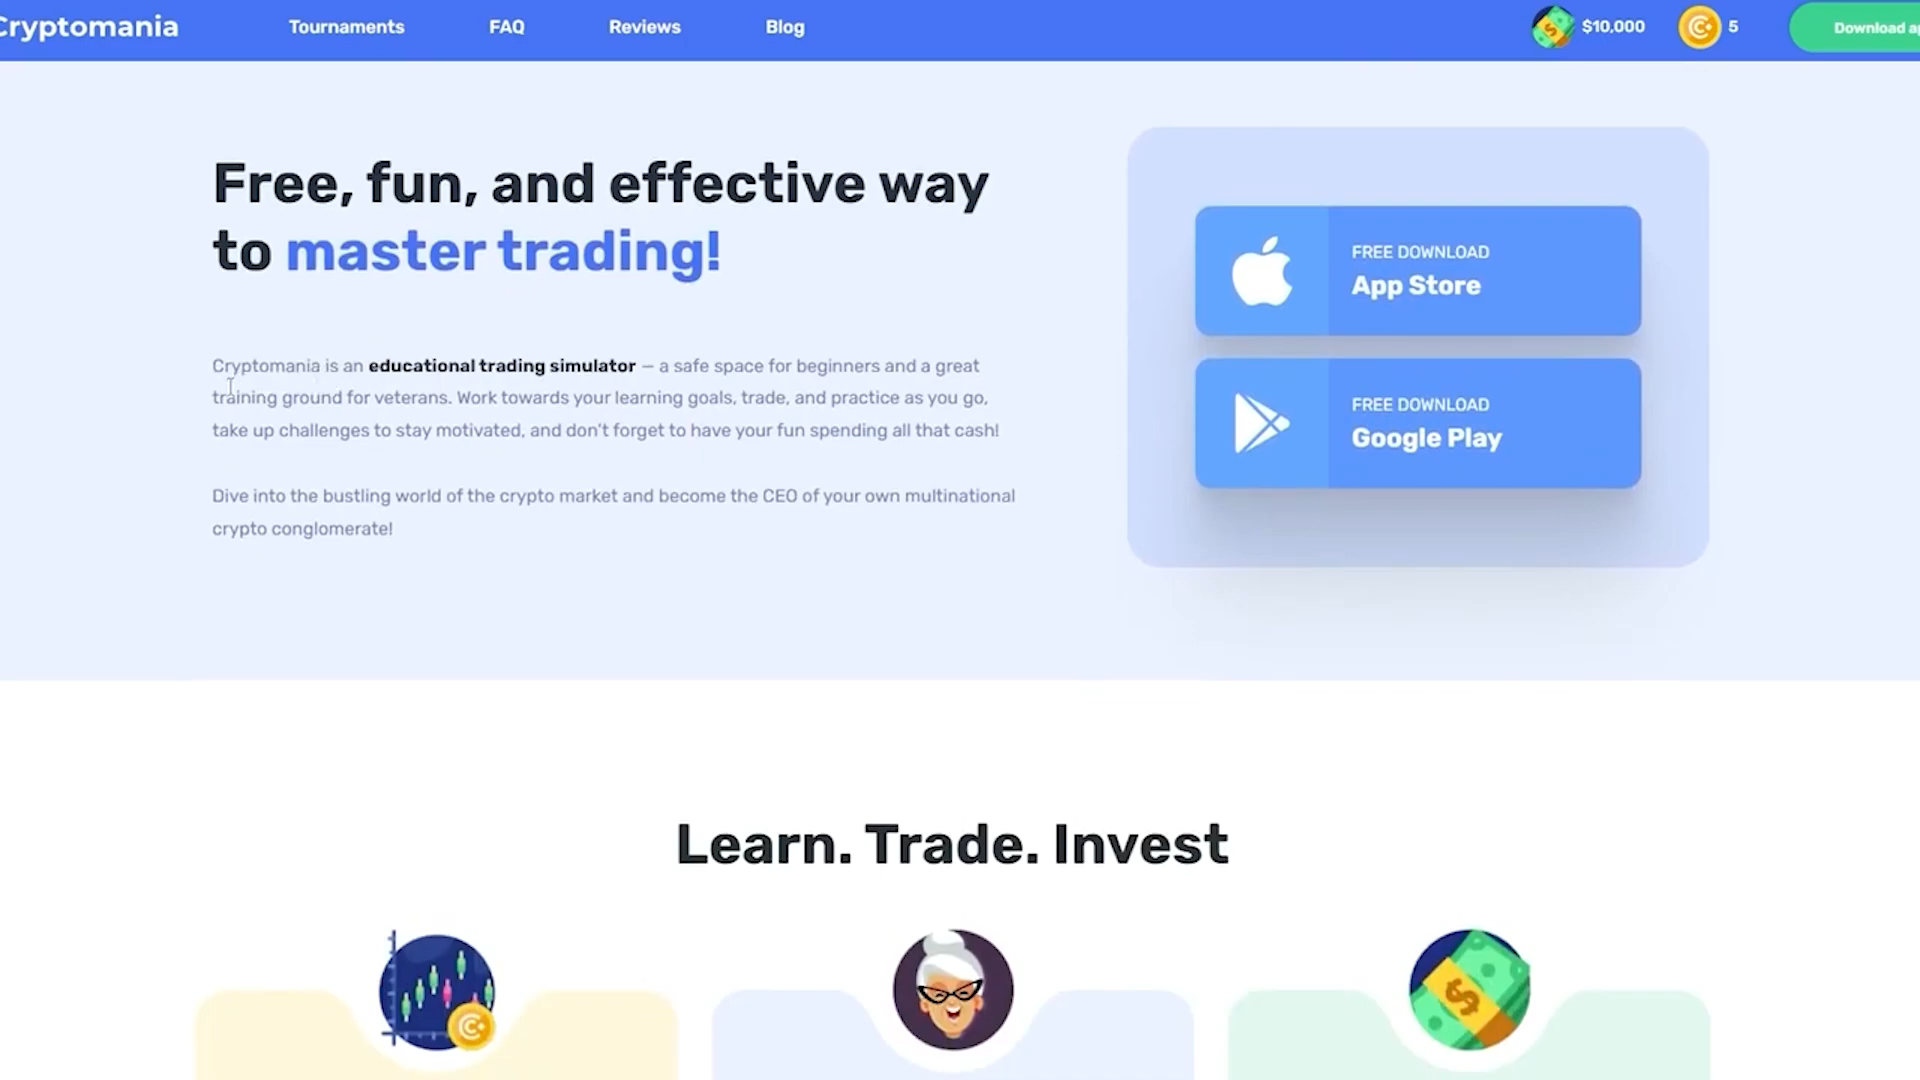 Cryptomania
Tournaments
FAQ
Reviews
Blog
$10,000
5
Download
Free, fun, and effective way
to master trading!
Cryptomania is an educational trading simulator — a safe space for beginners and a great
training ground for veterans. Work towards your learning goals, trade, and practice as you go,
take up challenges to stay motivated, and don't forget to have your fun spending all that cash!
Dive into the bustling world of the crypto market and become the CEO of your own multinational
crypto conglomerate!
FREE DOWNLOAD
App Store
FREE DOWNLOAD
Google Play
Learn. Trade. Invest